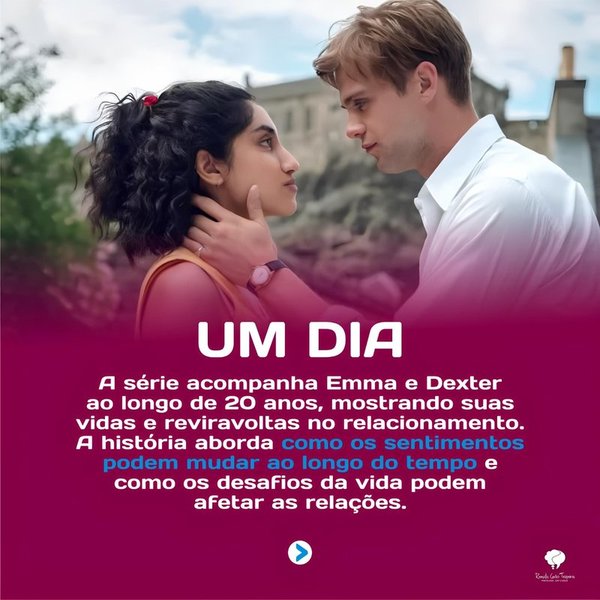 UM DIA
A série acompanha Emma e Dexter
ao longo de 20 anos, mostrando suas
vidas e reviravoltas no relacionamento.
A história aborda como os sentimentos
podem mudar ao longo do tempo e
como os desafios da vida podem
afetar as relações.